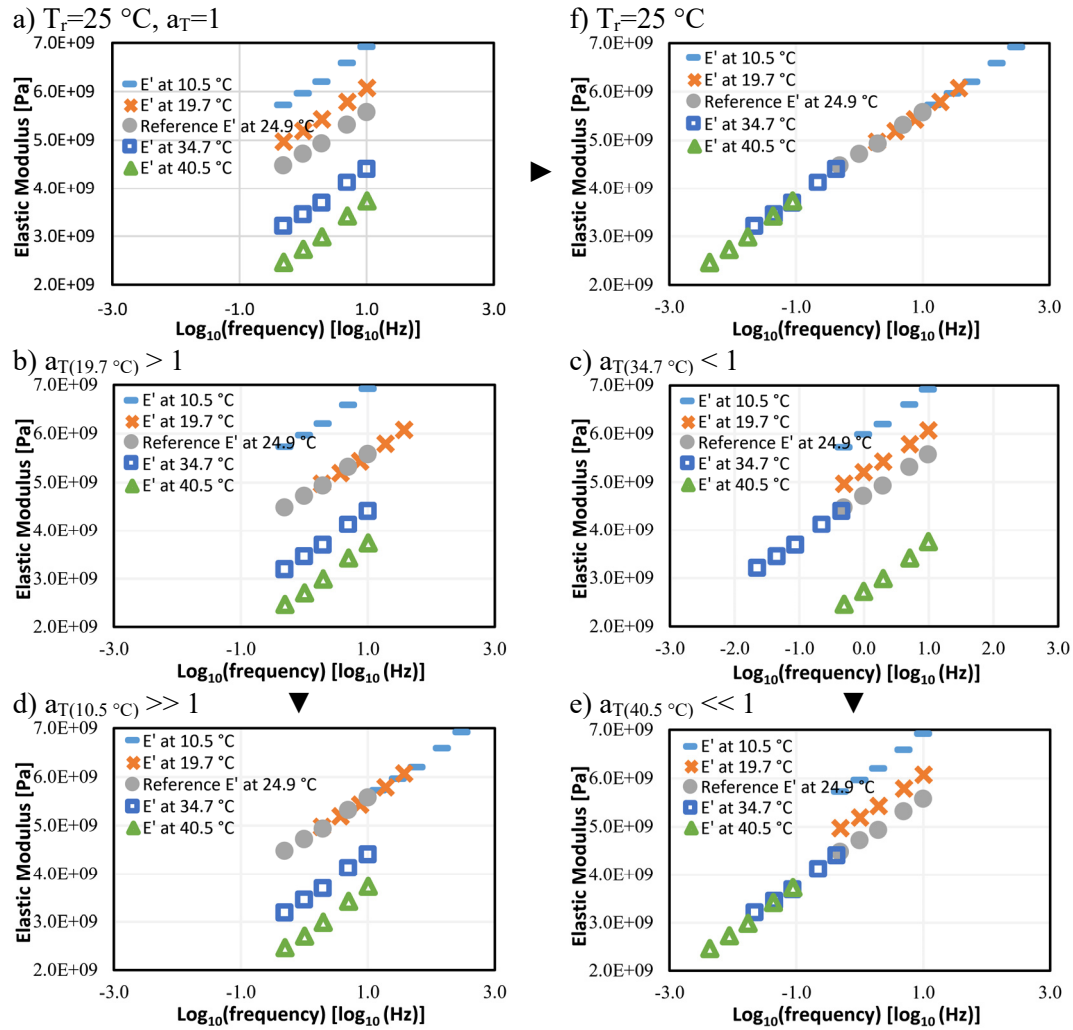 a) Tᵣ=25 °C, a_T=1
7.0E+09
6.0E+09
5.0E+09
4.0E+09
3.0E+09
2.0E+09
Elastic Modulus [Pa]
E' at 10.5 °C
E' at 19.7 °C
Reference E' at 24.9 °C
E' at 34.7 °C
E' at 40.5 °C
-3.0 -1.0 1.0 3.0
Log₁₀(frequency) [log₁₀(Hz)]
f) Tᵣ=25 °C
7.0E+09
6.0E+09
5.0E+09
4.0E+09
3.0E+09
2.0E+09
Elastic Modulus [Pa]
E' at 10.5 °C
E' at 19.7 °C
Reference E' at 24.9 °C
E' at 34.7 °C
E' at 40.5 °C
-3.0 -1.0 1.0 3.0
Log₁₀(frequency) [log₁₀ (Hz)]
b) a_T(19.7 °C) > 1
7.0E+09
6.0E+09
5.0E+09
4.0E+09
3.0E+09
2.0E+09
Elastic Modulus [Pa]
E' at 10.5 °C
E' at 19.7 °C
Reference E' at 24.9 °C
E' at 34.7 °C
E' at 40.5 °C
-3.0 -1.0 1.0 3.0
Log₁₀(frequency) [log₁₀ (Hz)]
c) a_T(34.7 °C) < 1
7.0E+09
6.0E+09
5.0E+09
4.0E+09
3.0E+09
2.0E+09
Elastic Modulus [Pa]
E' at 10.5 °C
E' at 19.7 °C
Reference E' at 24.9 °C
E' at 34.7 °C
E' at 40.5 °C
-3.0 -2.0 -1.0 0.0 1.0 2.0 3.0
Log₁₀(frequency) [log₁₀ (Hz)]
d) a_T(10.5 °C) >> 1
7.0E+09
6.0E+09
5.0E+09
4.0E+09
3.0E+09
2.0E+09
Elastic Modulus [Pa]
E' at 10.5 °C
E' at 19.7 °C
Reference E' at 24.9 °C
E' at 34.7 °C
E' at 40.5 °C
-3.0 -1.0 1.0 3.0
Log₁₀(frequency) [log₁₀ (Hz)]
e) a_T(40.5 °C) << 1
7.0E+09
6.0E+09
5.0E+09
4.0E+09
3.0E+09
2.0E+09
Elastic Modulus [Pa]
E' at 10.5 °C
E' at 19.7 °C
Reference E' at 24.9 °C
E' at 34.7 °C
E' at 40.5 °C
-3.0 -1.0 1.0 3.0
Log₁₀(frequency) [log₁₀ (Hz)]